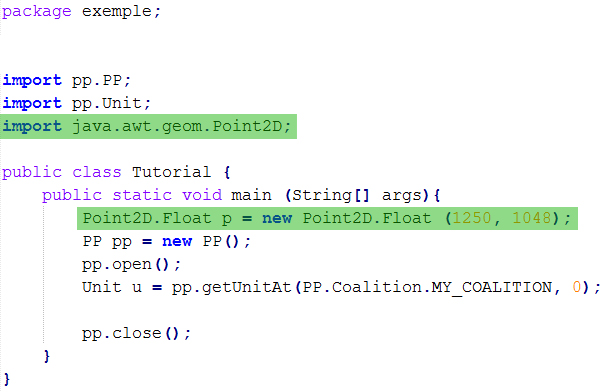 package exemple;
import pp.PP;
import pp.Unit;
import java.awt.geom.Point2D;
public class Tutorial {
public static void main (String[] args){
Point2D.Float p = new Point2D.Float (1250, 1048);
PP pp = new PP();
pp.open();
Unit u = pp.getUnitAt(PP.Coalition.MY_COALITION, 0);
pp.close();
}
}